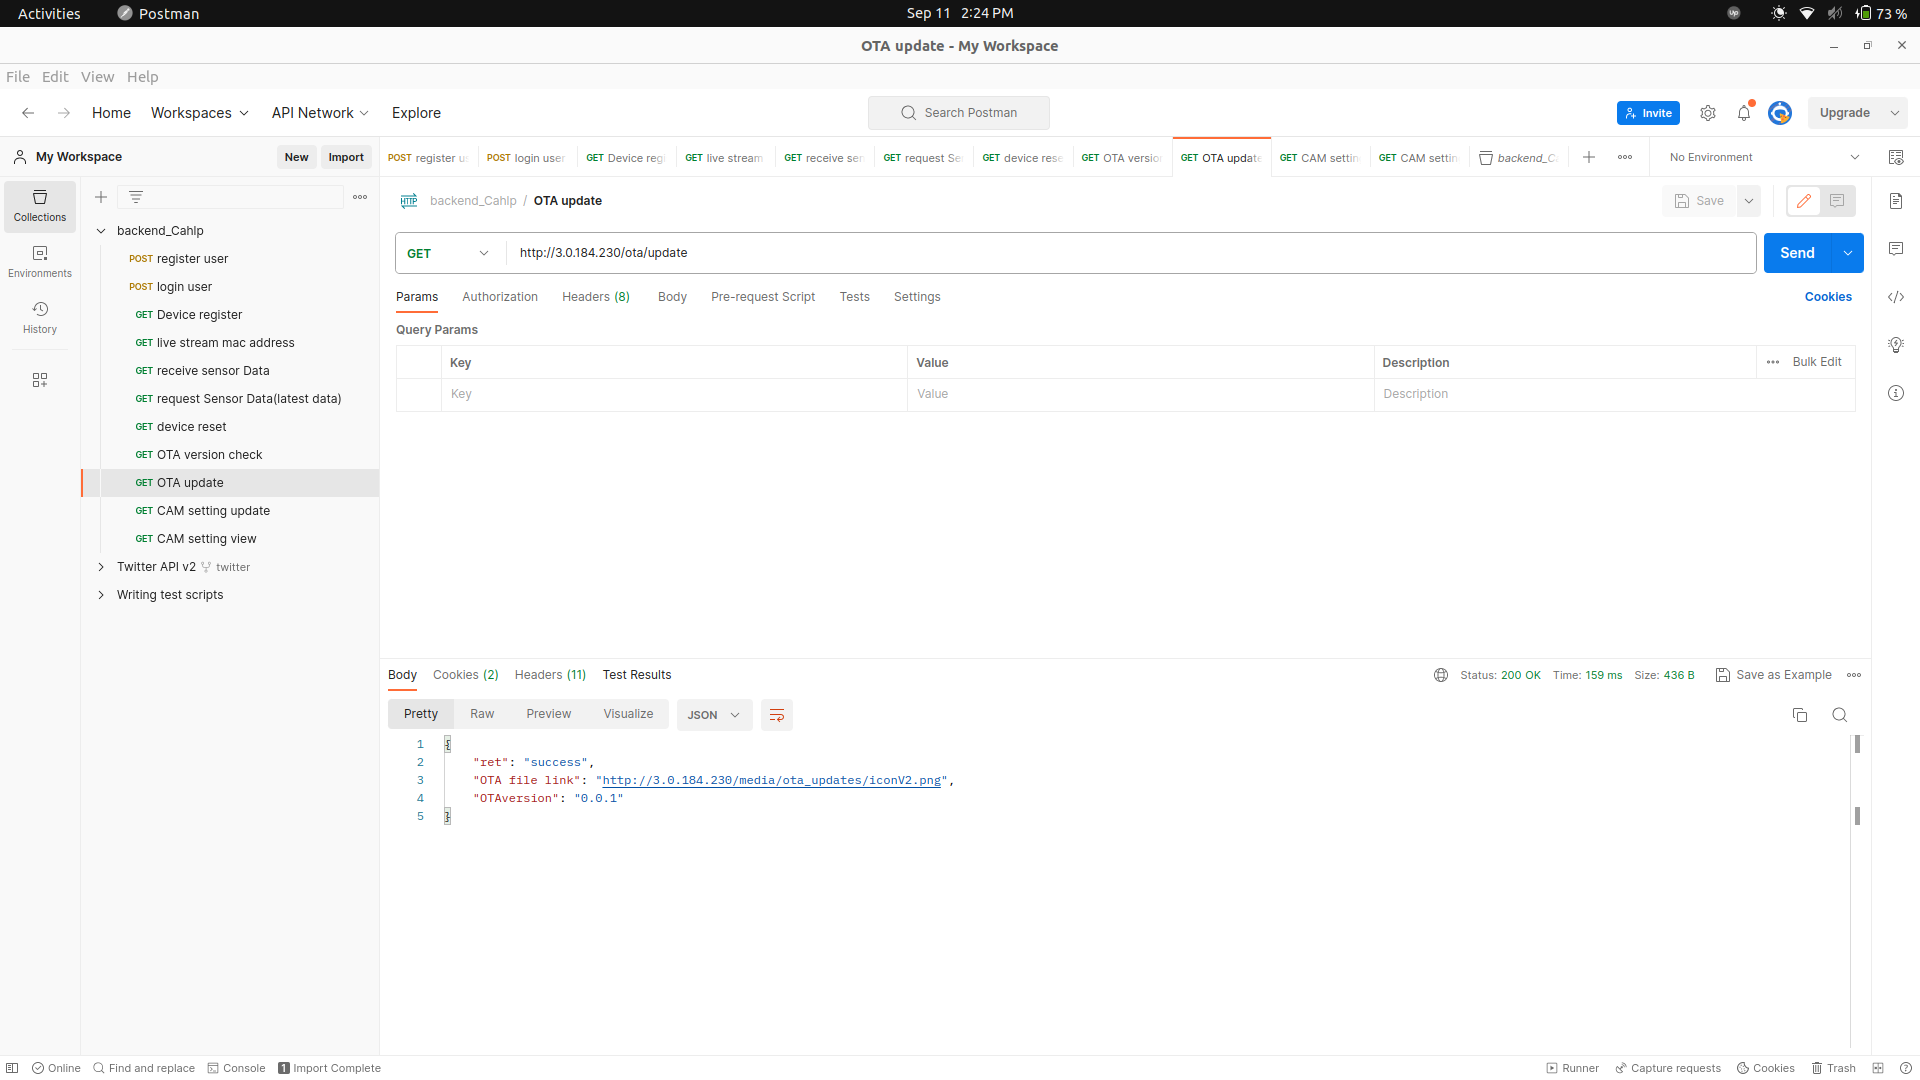 Activities Postman Sep 11 2:24 PM 73 %
OTA update - My Workspace
File Edit View Help
Home Workspaces API Network Explore Search Postman Invite Upgrade
My Workspace New Import
POST register u POST login user GET Device regi GET live stream GET receive sen GET request Se GET device rese GET OTA versio GET OTA update GET CAM settin GET CAM settin backend_C No Environment
Collections
Environments
History
backend_Cahlp
POST register user
POST login user
GET Device register
GET live stream mac address
GET receive sensor Data
GET request Sensor Data(latest data)
GET device reset
GET OTA version check
GET OTA update
GET CAM setting update
GET CAM setting view
Twitter API v2 twitter
Writing test scripts
HTTP backend_Cahlp / OTA update Save
GET http://3.0.184.230/ota/update Send
Params Authorization Headers (8) Body Pre-request Script Tests Settings Cookies
Query Params
Key Value Description Bulk Edit
Key Value Description
Body Cookies (2) Headers (11) Test Results Status: 200 OK Time: 159 ms Size: 436 B Save as Example
Pretty Raw Preview Visualize JSON
1 {
2 "ret": "success",
3 "OTA file link": "http://3.0.184.230/media/ota_updates/iconV2.png",
4 "OTAversion": "0.0.1"
5 }
Online Find and replace Console 1 Import Complete Runner Capture requests Cookies Trash